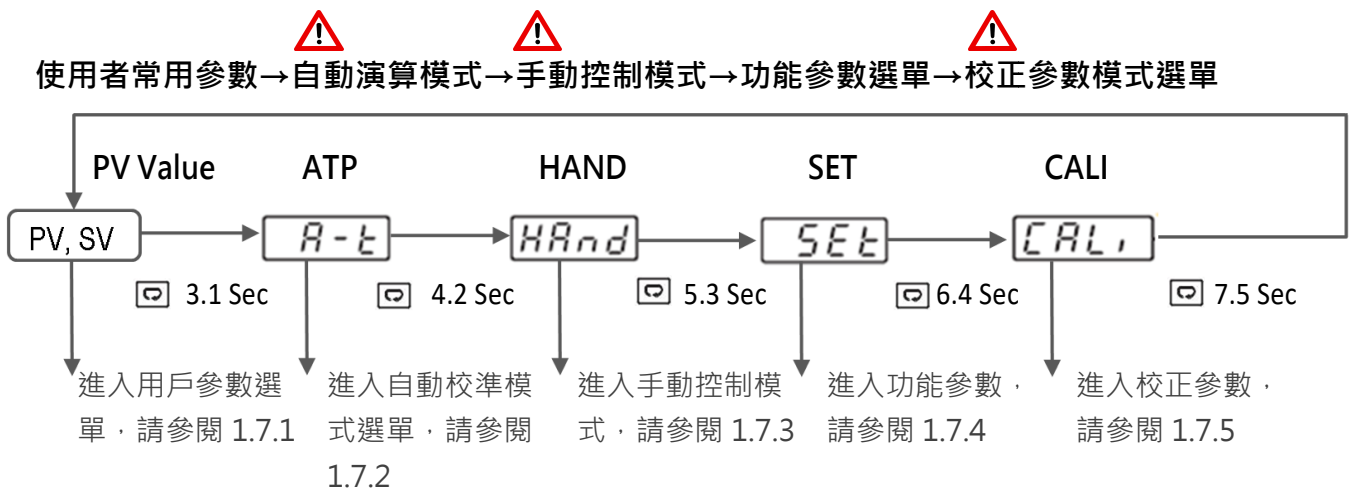 使用者常用參數→自動演算模式→手動控制模式→功能參數選單→校正參數模式選單
PV Value ATP HAND SET CALI
PV, SV A-t HAnd SEt CALi
3.1 Sec 4.2 Sec 5.3 Sec 6.4 Sec 7.5 Sec
進入用戶參數選
單，請參閱 1.7.1
進入自動校準模
式選單，請參閱
1.7.2
進入手動控制模
式，請參閱 1.7.3
進入功能參數，
請參閱 1.7.4
進入校正參數，
請參閱 1.7.5